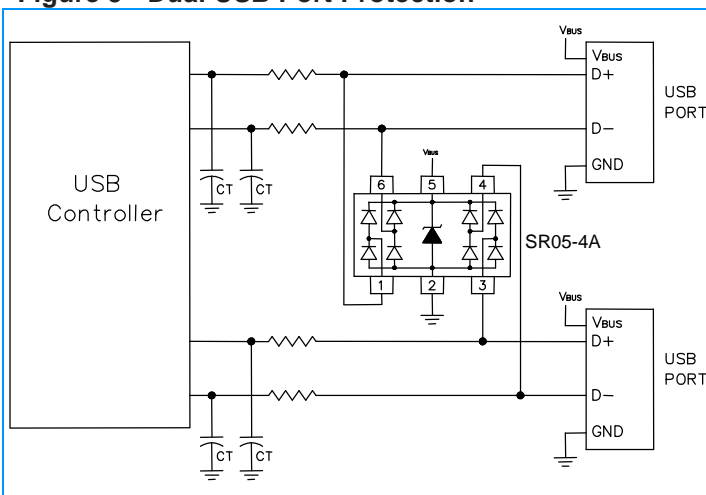 Figure 3 - Dual USB Port Protection
VBUS
VBUS
D+
USB
PORT
D-
GND
CT
CT
USB
Controller
VBUS
6
5
4
SR05-4A
1
2
3
VBUS
VBUS
D+
USB
PORT
D-
GND
CT
CT